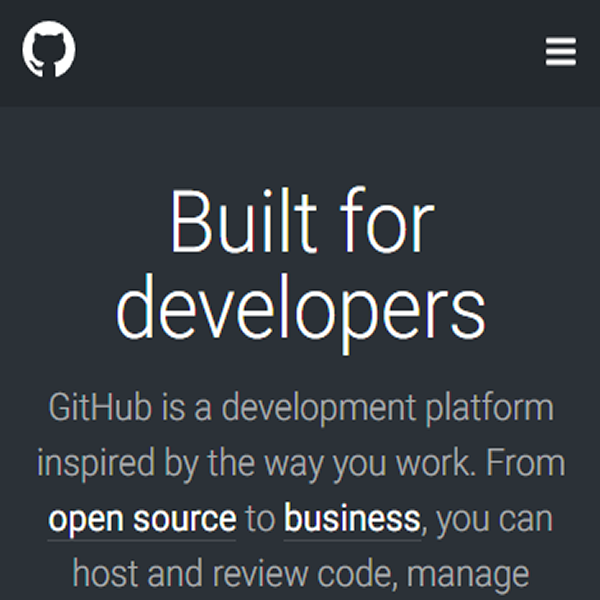 Built for
developers
GitHub is a development platform
inspired by the way you work. From
open source to business, you can
host and review code, manage